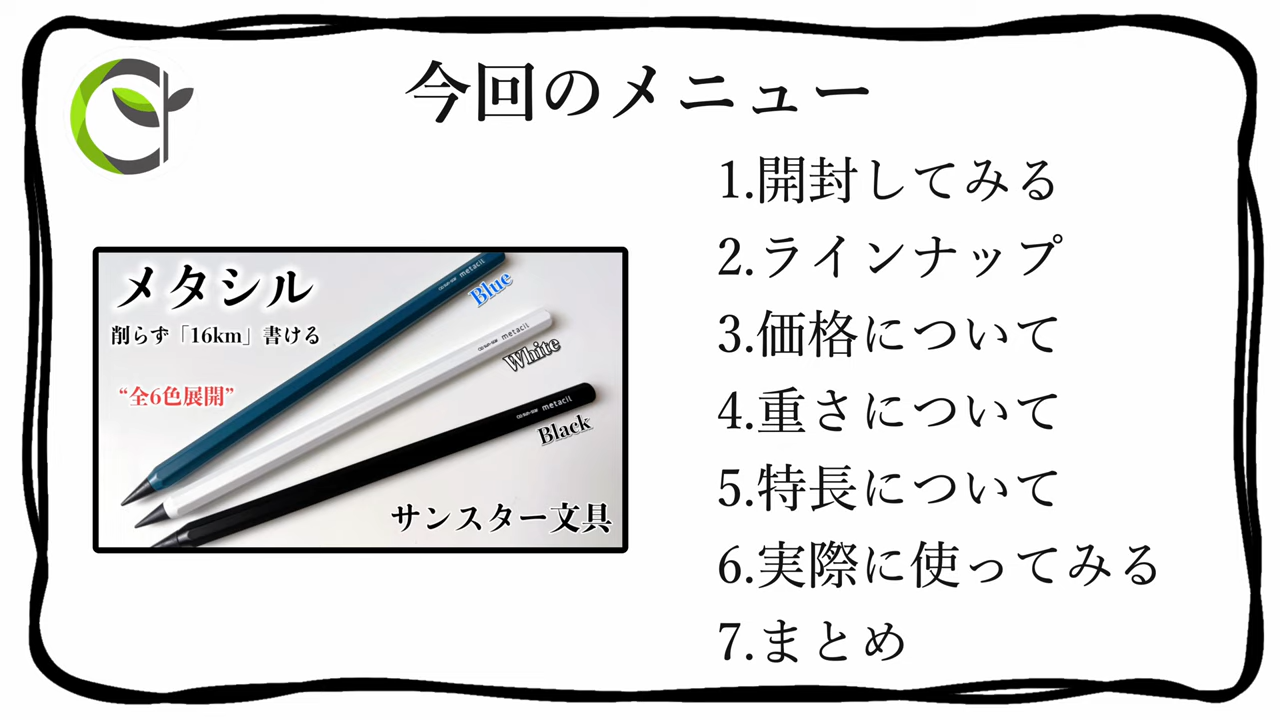 今回のメニュー
メタシル
削らず「16km」書ける
“全6色展開”
metacil
Blue
metacil
White
metacil
Black
サンスター文具
1.開封してみる
2.ラインナップ
3.価格について
4.重さについて
5.特長について
6.実際に使ってみる
7.まとめ